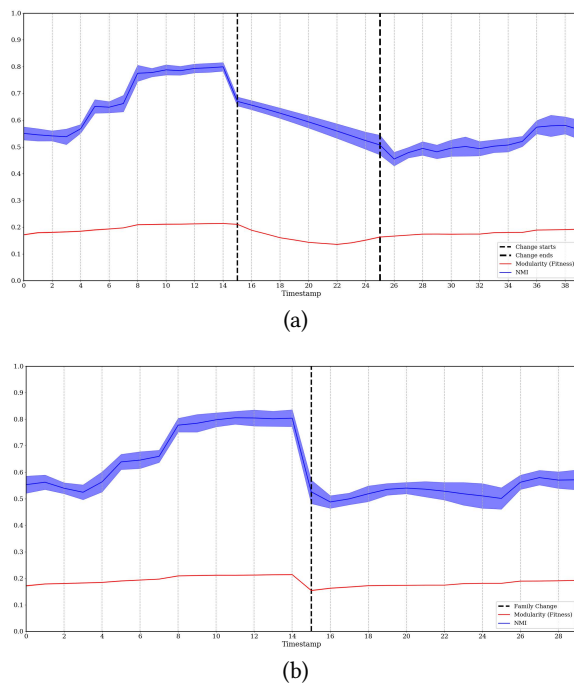 1.0
0.9
0.8
0.7
0.6
0.5
0.4
0.3
0.2
0.1
0.0
0 2 4 6 8 10 12 14 16 18 20 22 24 26 28 30 32 34 36 38
Timestamp
Change starts
Change ends
Modularity (Fitness)
NMI
(a)
1.0
0.9
0.8
0.7
0.6
0.5
0.4
0.3
0.2
0.1
0.0
0 2 4 6 8 10 12 14 16 18 20 22 24 26 28
Timestamp
Family Change
Modularity (Fitness)
NMI
(b)